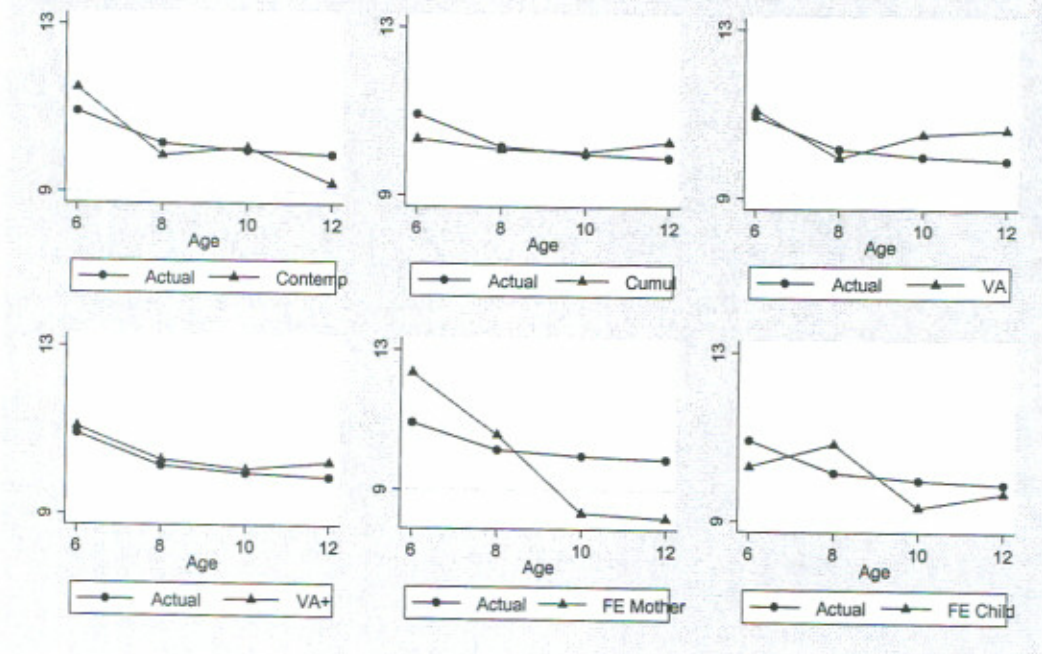 13
9
6 8 10 12
Age
Actual Contemp
13
9
6 8 10 12
Age
Actual Cumul
13
9
6 8 10 12
Age
Actual VA
13
9
6 8 10 12
Age
Actual VA+
13
9
6 8 10 12
Age
Actual FE Mother
13
9
6 8 10 12
Age
Actual FE Child